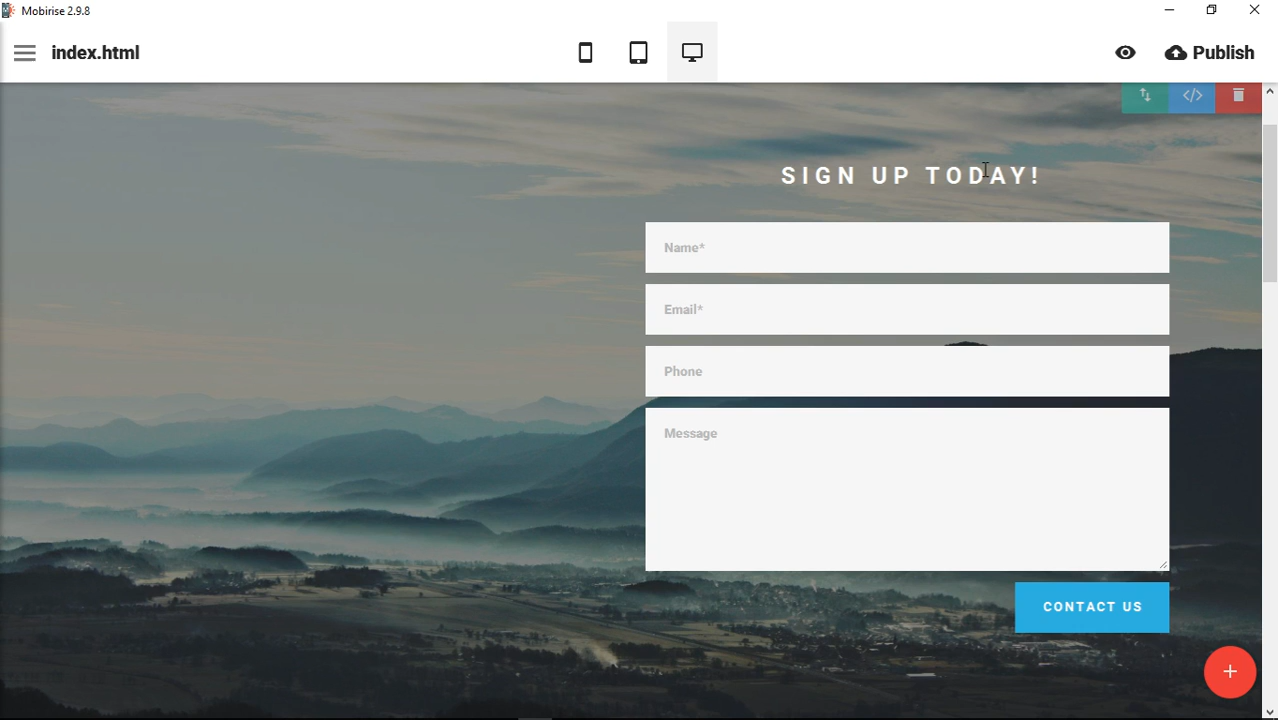 Mobirise 2.9.8
index.html
Publish
</>
SIGN UP TODAY!
Name*
Email*
Phone
Message
CONTACT US
+